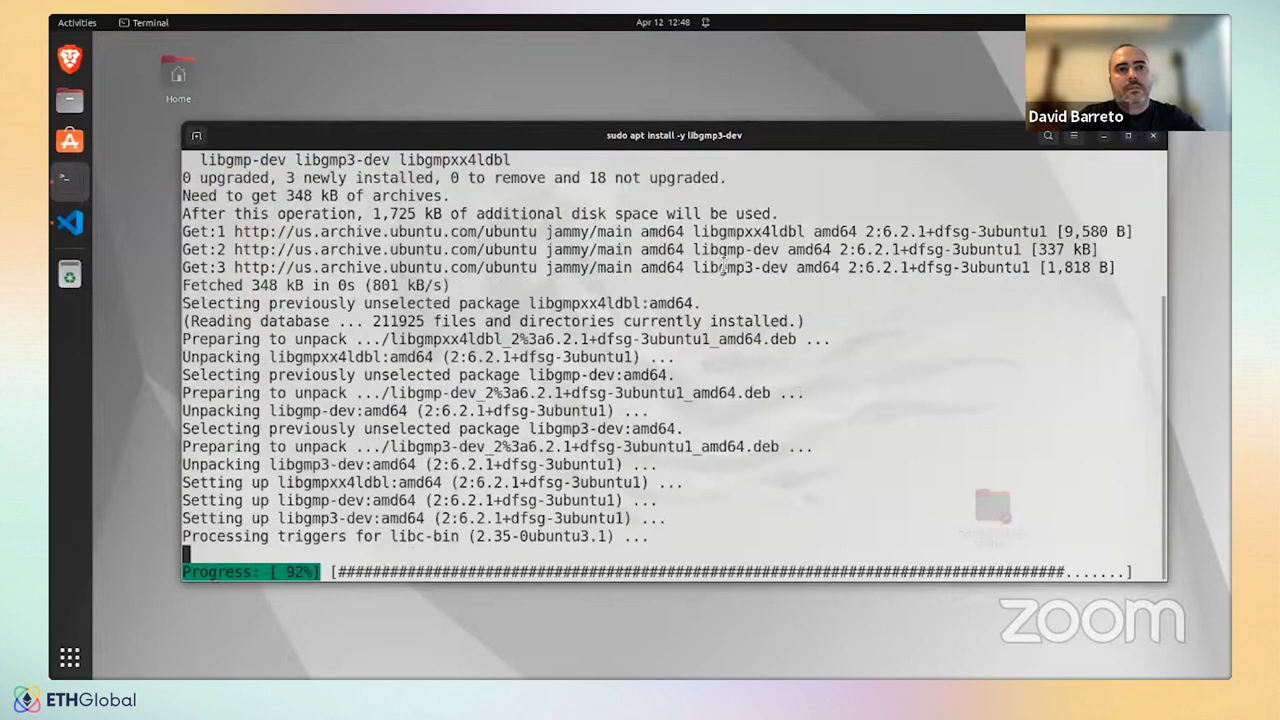 Activities
Terminal
Apr 12 12:48
David Barreto
Home
sudo apt install -y libgmp3-dev
libgmp-dev libgmp3-dev libgmpxx4ldbl
0 upgraded, 3 newly installed, 0 to remove and 18 not upgraded.
Need to get 348 kB of archives.
After this operation, 1,725 kB of additional disk space will be used.
Get:1 http://us.archive.ubuntu.com/ubuntu jammy/main amd64 libgmpxx4ldbl amd64 2:6.2.1+dfsg-3ubuntu1 [9,580 B]
Get:2 http://us.archive.ubuntu.com/ubuntu jammy/main amd64 libgmp-dev amd64 2:6.2.1+dfsg-3ubuntu1 [337 kB]
Get:3 http://us.archive.ubuntu.com/ubuntu jammy/main amd64 libgmp3-dev amd64 2:6.2.1+dfsg-3ubuntu1 [1,818 B]
Fetched 348 kB in 0s (801 kB/s)
Selecting previously unselected package libgmpxx4ldbl:amd64.
(Reading database ... 211925 files and directories currently installed.)
Preparing to unpack .../libgmpxx4ldbl_2%3a6.2.1+dfsg-3ubuntu1_amd64.deb ...
Unpacking libgmpxx4ldbl:amd64 (2:6.2.1+dfsg-3ubuntu1) ...
Selecting previously unselected package libgmp-dev:amd64.
Preparing to unpack .../libgmp-dev_2%3a6.2.1+dfsg-3ubuntu1_amd64.deb ...
Unpacking libgmp-dev:amd64 (2:6.2.1+dfsg-3ubuntu1) ...
Selecting previously unselected package libgmp3-dev:amd64.
Preparing to unpack .../libgmp3-dev_2%3a6.2.1+dfsg-3ubuntu1_amd64.deb ...
Unpacking libgmp3-dev:amd64 (2:6.2.1+dfsg-3ubuntu1) ...
Setting up libgmpxx4ldbl:amd64 (2:6.2.1+dfsg-3ubuntu1) ...
Setting up libgmp-dev:amd64 (2:6.2.1+dfsg-3ubuntu1) ...
Setting up libgmp3-dev:amd64 (2:6.2.1+dfsg-3ubuntu1) ...
Processing triggers for libc-bin (2.35-0ubuntu3.1) ...
Progress: [ 92%] [####################################################################################.......]
zoom
ETHGlobal